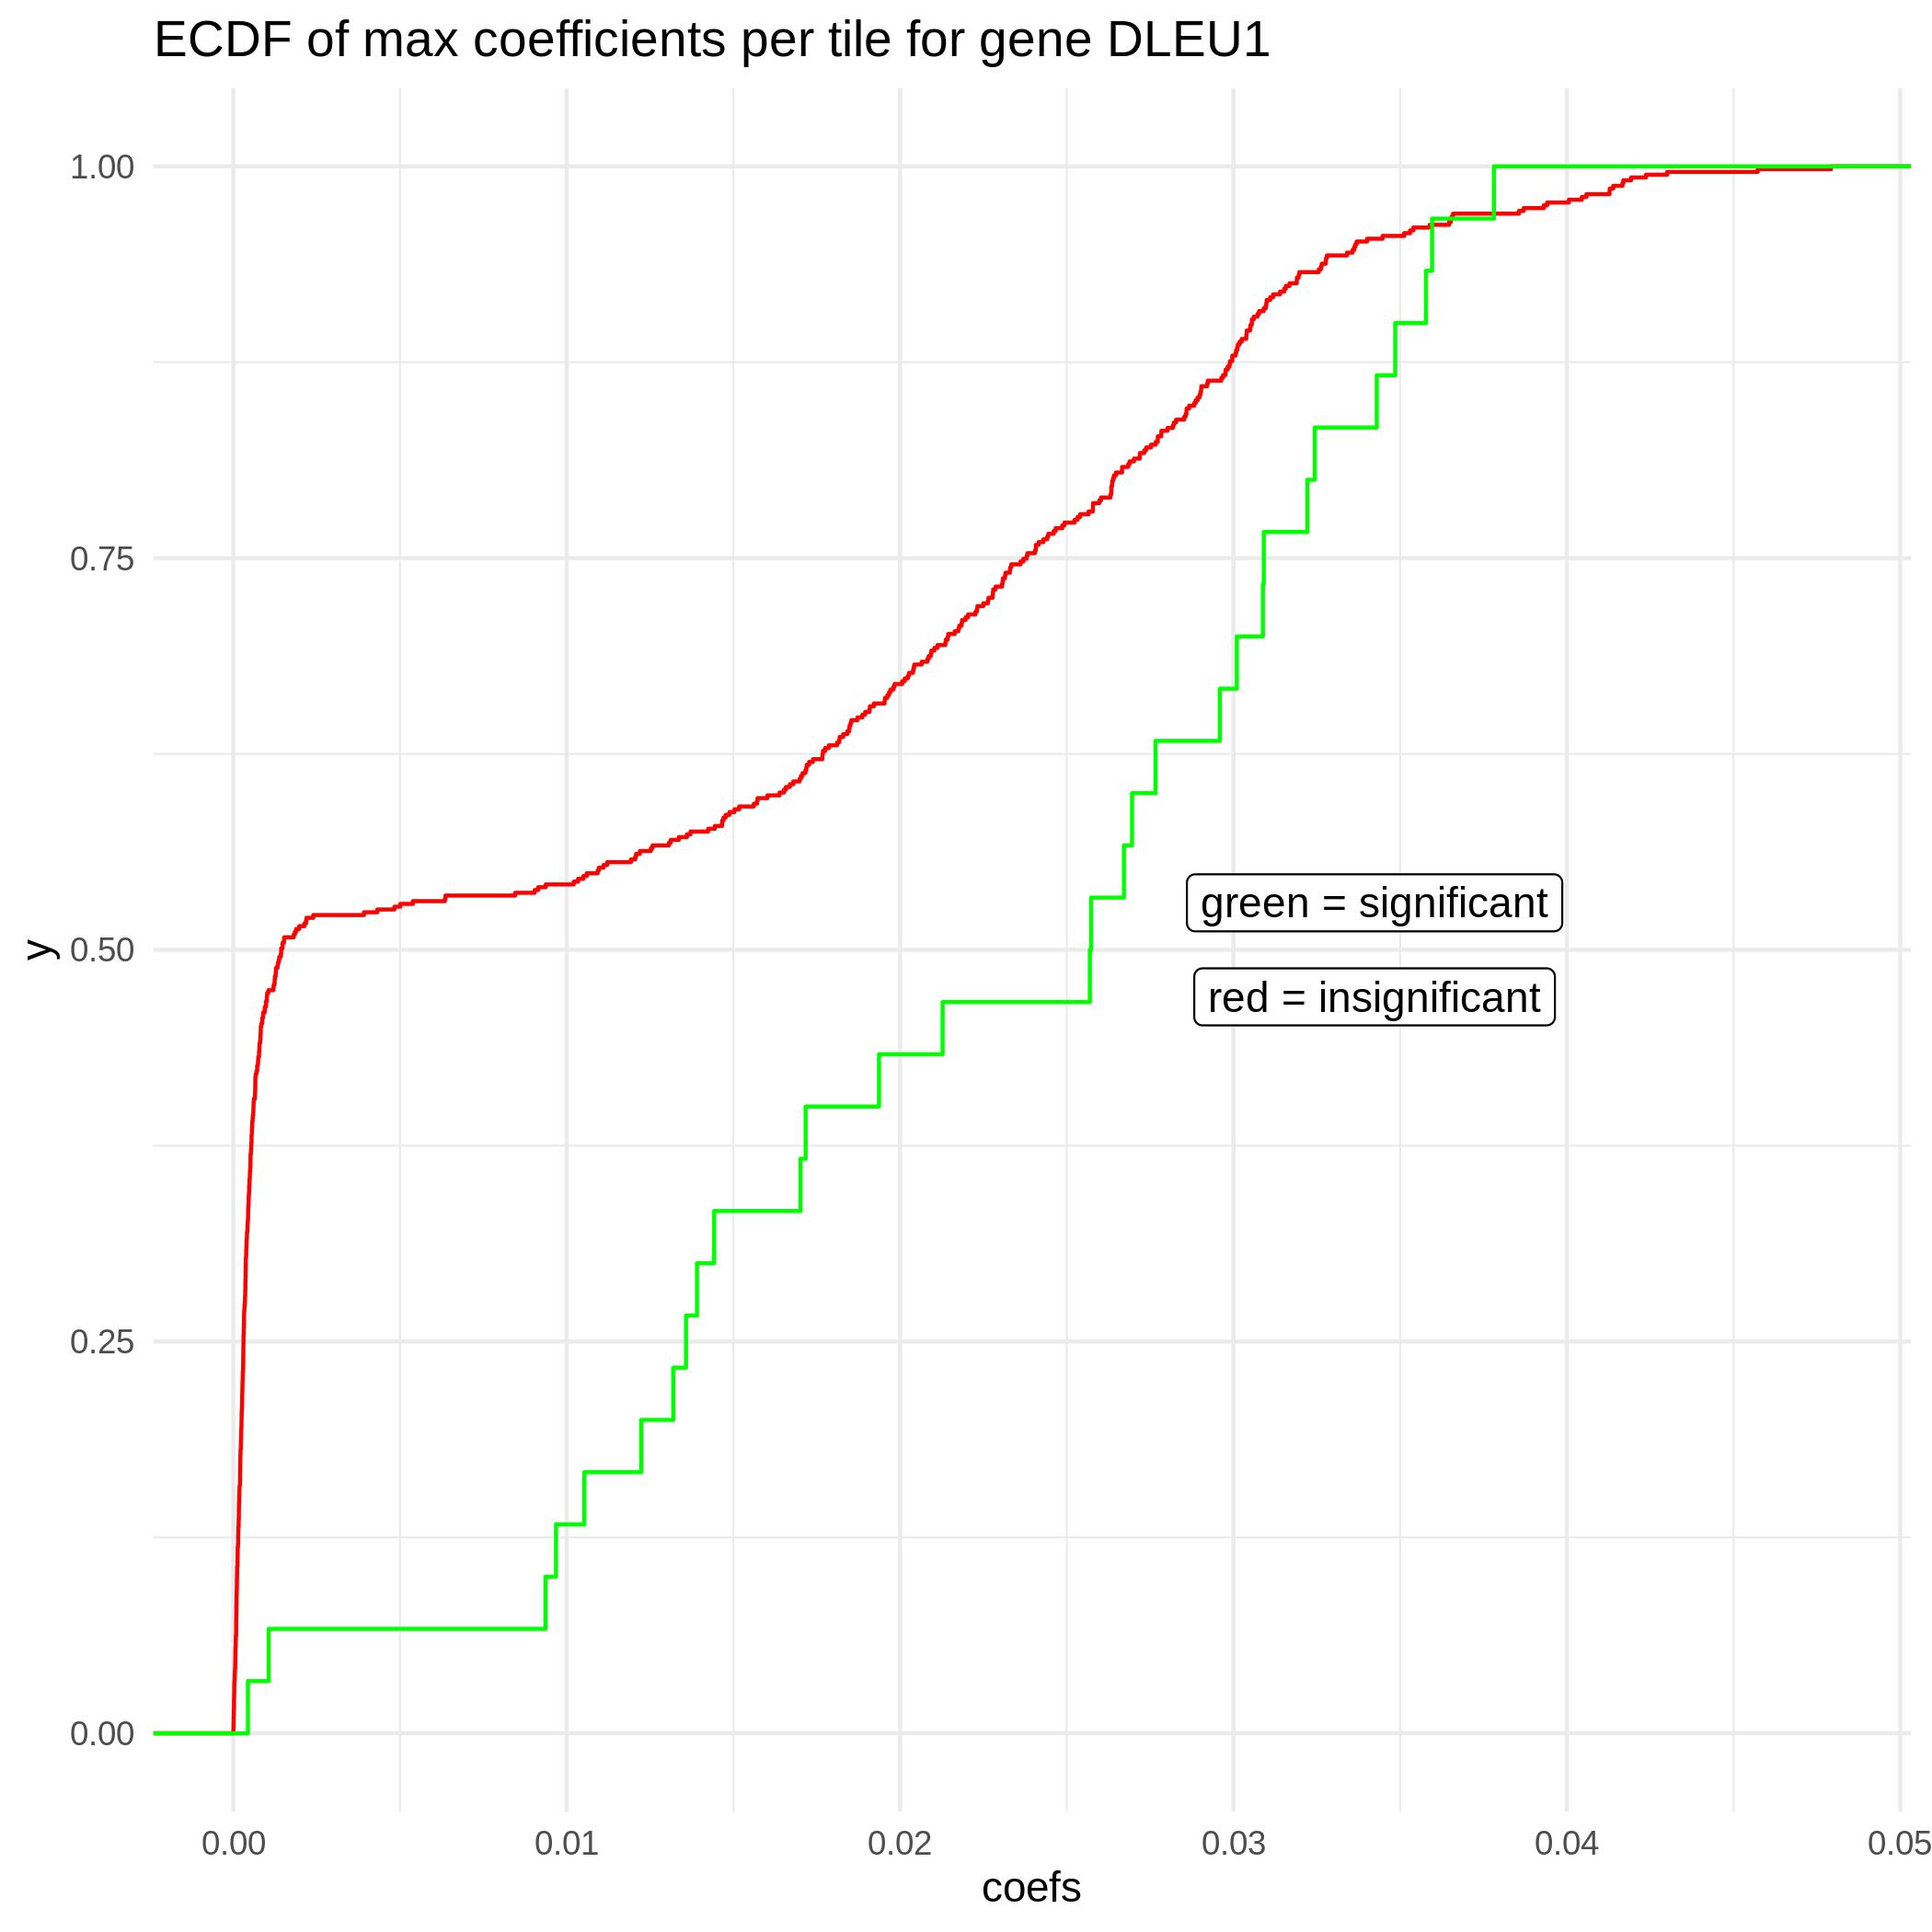 ECDF of max coefficients per tile for gene DLEU1
1.00
0.75
0.50
0.25
0.00
y
green = significant
red = insignificant
0.00 0.01 0.02 0.03 0.04 0.05
coefs